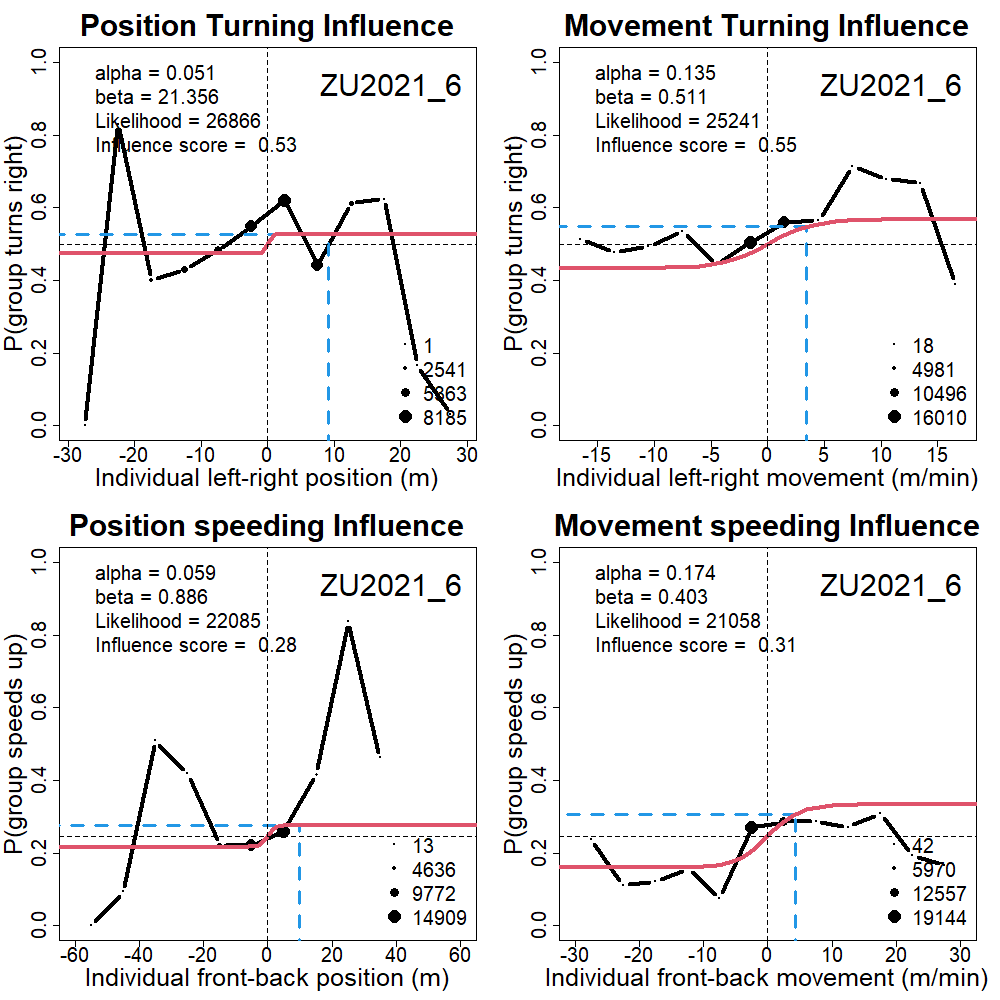 Position Turning Influence
P(group turns right)
1.0
0.8
0.6
0.4
0.2
0.0
alpha = 0.051
beta = 21.356
Likelihood = 26866
Influence score = 0.53
ZU2021_6
1
2541
5363
8185
-30 -20 -10 0 10 20 30
Individual left-right position (m)
Movement Turning Influence
P(group turns right)
1.0
0.8
0.6
0.4
0.2
0.0
alpha = 0.135
beta = 0.511
Likelihood = 25241
Influence score = 0.55
ZU2021_6
18
4981
10496
16010
-15 -10 -5 0 5 10 15
Individual left-right movement (m/min)
Position speeding Influence
P(group speeds up)
1.0
0.8
0.6
0.4
0.2
0.0
alpha = 0.059
beta = 0.886
Likelihood = 22085
Influence score = 0.28
ZU2021_6
13
4636
9772
14909
-60 -40 -20 0 20 40 60
Individual front-back position (m)
Movement speeding Influence
P(group speeds up)
1.0
0.8
0.6
0.4
0.2
0.0
alpha = 0.174
beta = 0.403
Likelihood = 21058
Influence score = 0.31
ZU2021_6
42
5970
12557
19144
-30 -20 -10 0 10 20 30
Individual front-back movement (m/min)